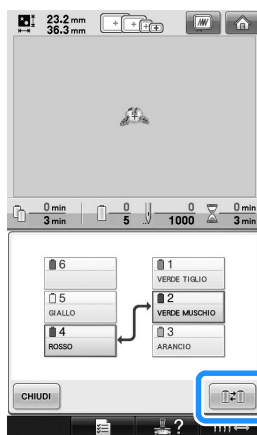 23.2 mm
36.3 mm
0 min
3 min
0
5
0
1000
0 min
3 min
6
1
VERDE TIGLIO
5
GIALLO
2
VERDE MUSCHIO
4
ROSSO
3
ARANCIO
CHIUDI
?